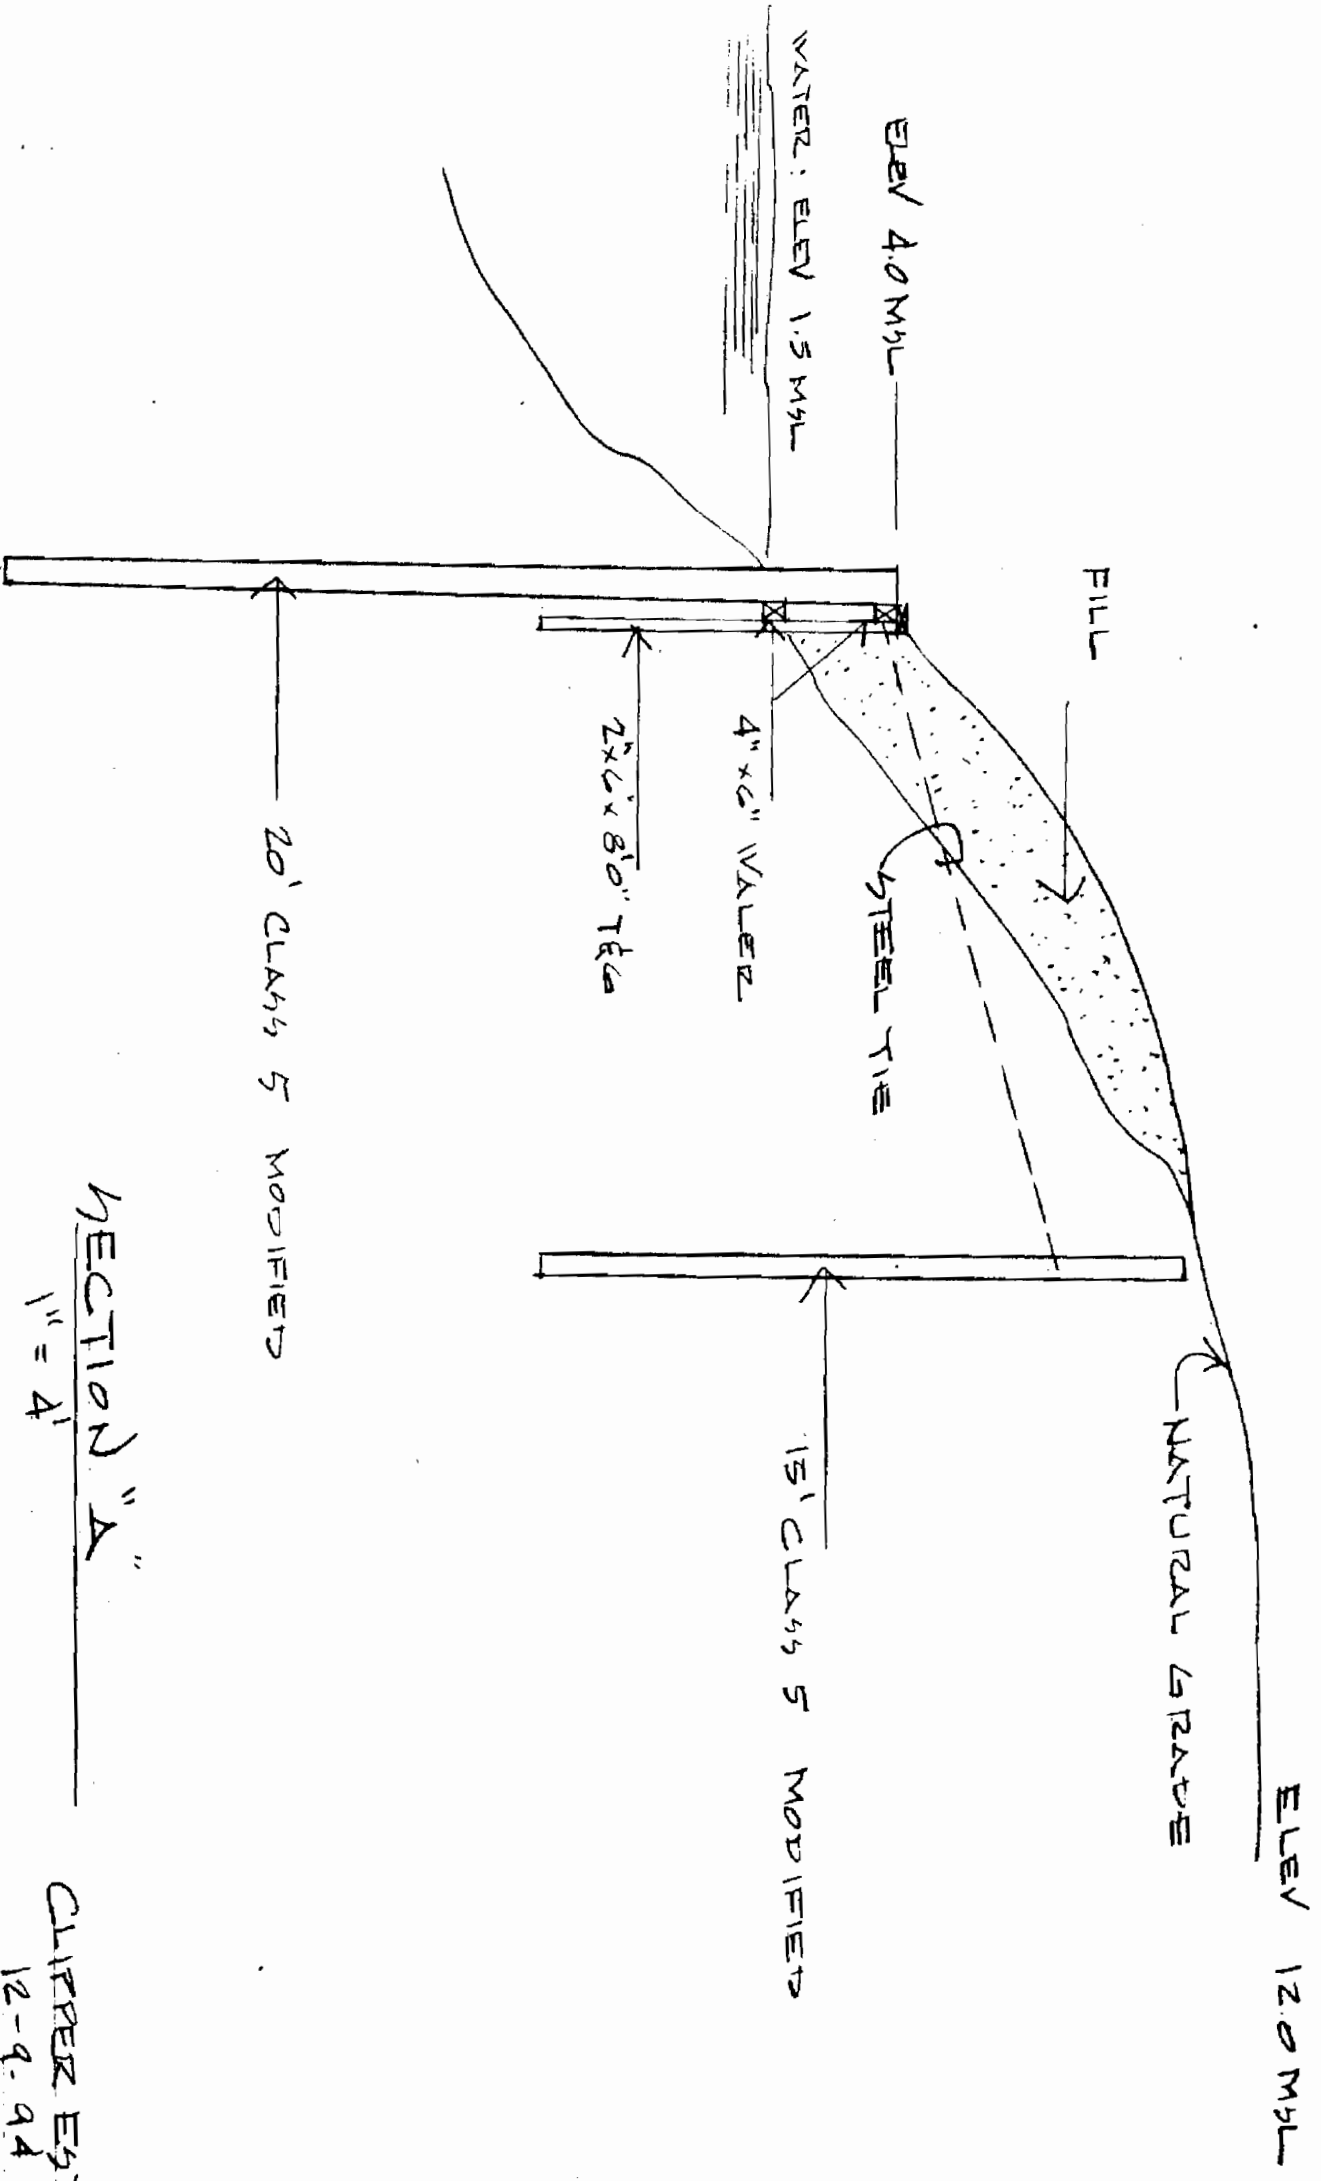 ELEV 12.0 MSL
FILL
NATURAL GRADE
ELEV 4.0 MSL
WATER: ELEV 1.5 MSL
STEEL TIE
4"x6" WALER
15' CLASS 5 MODIFIED
2"x6"x8'0" T&G
20' CLASS 5 MODIFIED
SECTION "A"
1" = 4'
CLIPPER EST
12-9-94